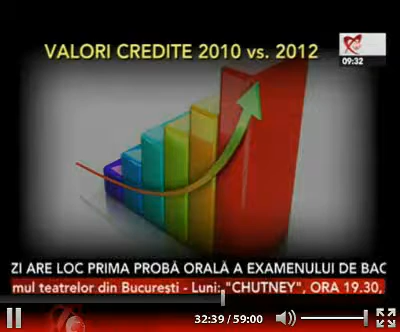 VALORI CREDITE 2010 vs. 2012
09:32
ZI ARE LOC PRIMA PROBĂ ORALĂ A EXAMENULUI DE BAC
mul teatrelor din Bucureşti - Luni: "CHUTNEY", ORA 19.30,
32:39 / 59:00